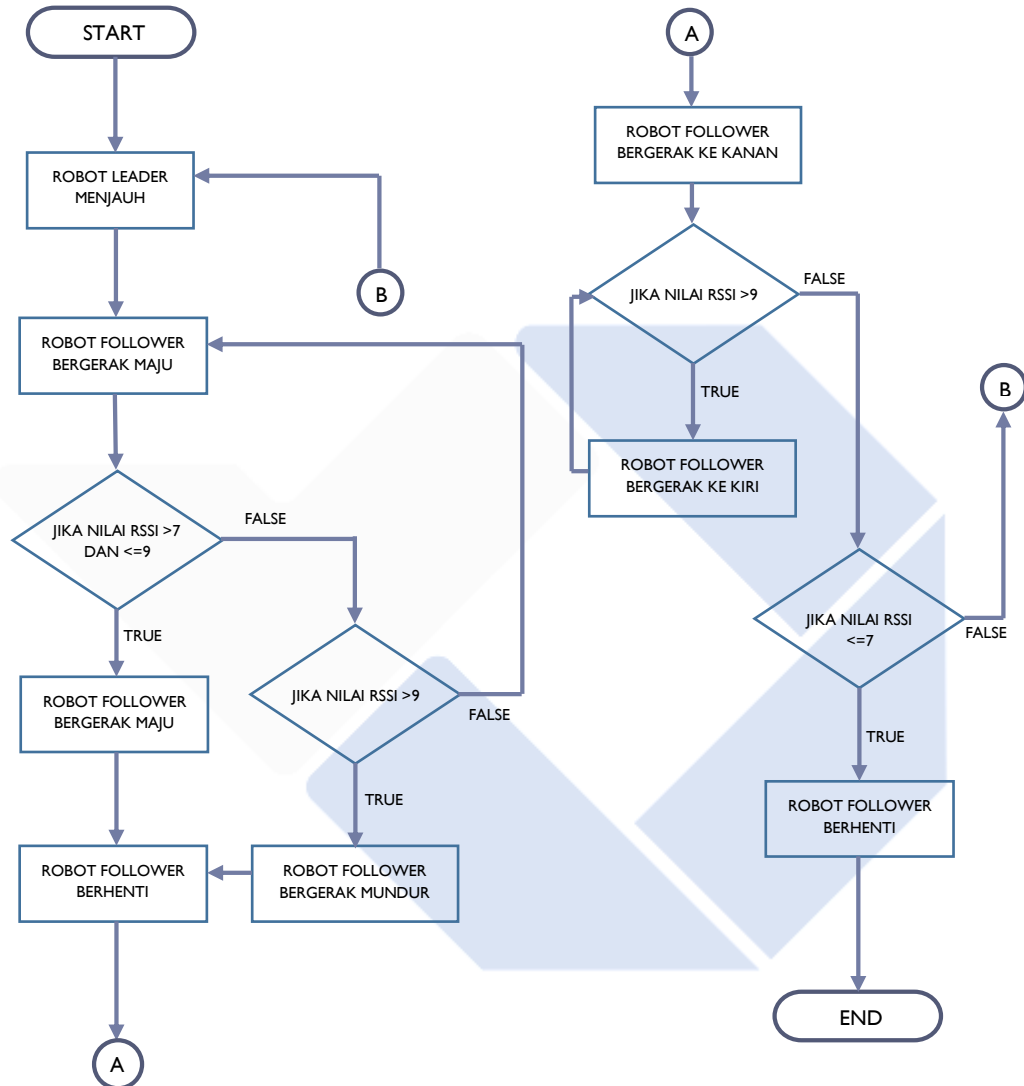 START
ROBOT LEADER
MENJAUH
B
ROBOT FOLLOWER
BERGERAK MAJU
JIKA NILAI RSSI >7
DAN <=9
FALSE
TRUE
ROBOT FOLLOWER
BERGERAK MAJU
JIKA NILAI RSSI >9
FALSE
TRUE
ROBOT FOLLOWER
BERHENTI
ROBOT FOLLOWER
BERGERAK MUNDUR
A
A
ROBOT FOLLOWER
BERGERAK KE KANAN
JIKA NILAI RSSI >9
FALSE
TRUE
ROBOT FOLLOWER
BERGERAK KE KIRI
B
JIKA NILAI RSSI
<=7
FALSE
TRUE
ROBOT FOLLOWER
BERHENTI
END